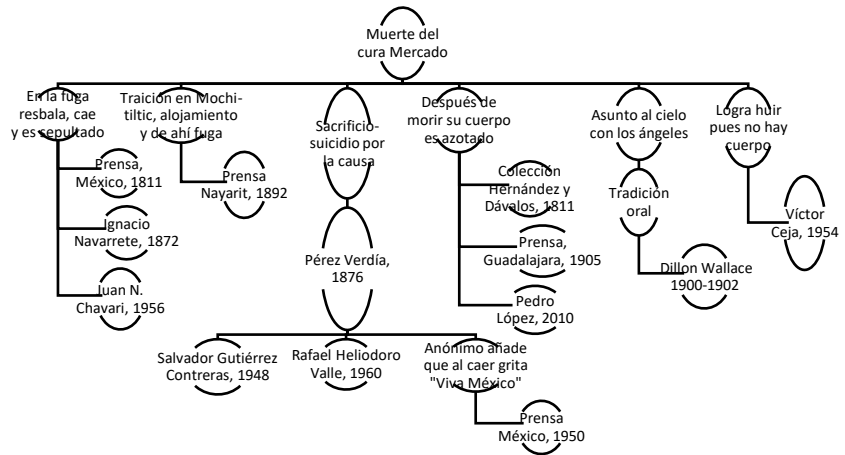 Muerte del
cura Mercado
En la fuga
resbala, cae
y es sepultado
Prensa,
México, 1811
Ignacio
Navarrete, 1872
Juan N.
Chavari, 1956
Traición en Mochi-
tiltic, alojamiento
y de ahí fuga
Prensa
Nayarit, 1892
Sacrificio-
suicidio por
la causa
Pérez Verdía,
1876
Salvador Gutiérrez
Contreras, 1948
Rafael Heliodoro
Valle, 1960
Anónimo añade
que al caer grita
"Viva México"
Prensa
México, 1950
Después de
morir su cuerpo
es azotado
Colección
Hernández y
Dávalos, 1811
Prensa,
Guadalajara, 1905
Pedro
López, 2010
Asunto al cielo
con los ángeles
Tradición
oral
Dillon Wallace
1900-1902
Logra huir
pues no hay
cuerpo
Víctor
Ceja, 1954